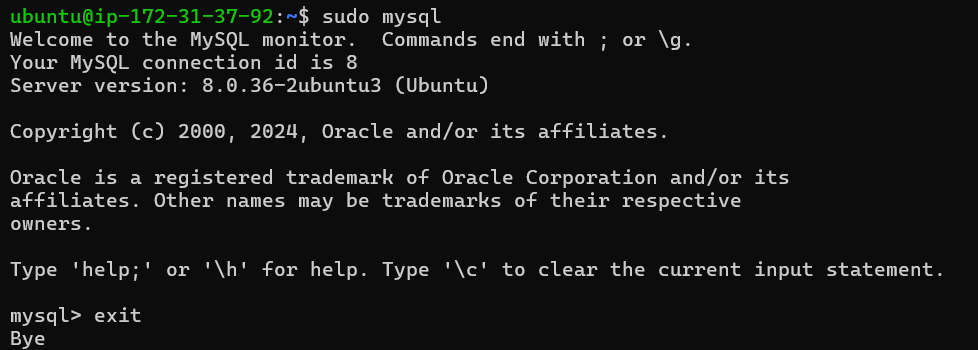 ubuntu@ip-172-31-37-92:~$ sudo mysql
Welcome to the MySQL monitor.  Commands end with ; or \g.
Your MySQL connection id is 8
Server version: 8.0.36-2ubuntu3 (Ubuntu)
Copyright (c) 2000, 2024, Oracle and/or its affiliates.
Oracle is a registered trademark of Oracle Corporation and/or its
affiliates. Other names may be trademarks of their respective
owners.
Type 'help;' or '\h' for help. Type '\c' to clear the current input statement.
mysql> exit
Bye